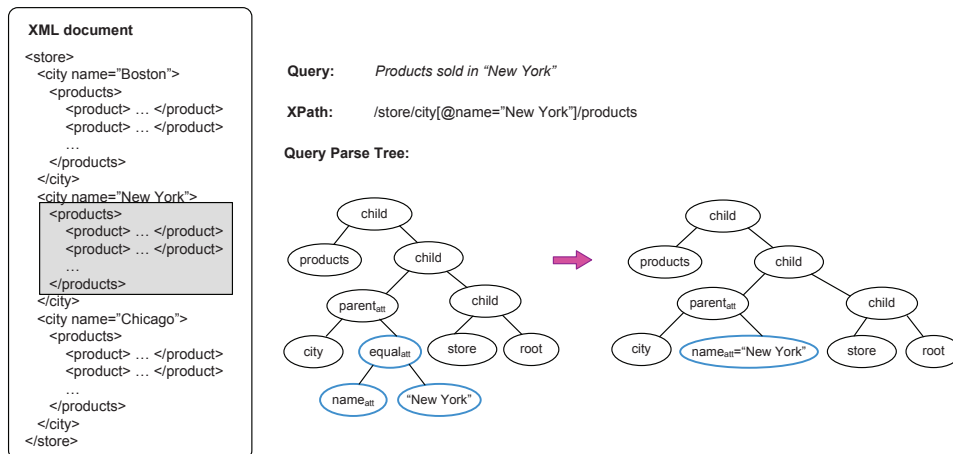 XML document
<store>
<city name=”Boston”>
<products>
<product> … </product>
<product> … </product>
…
</products>
</city>
<city name=”New York”>
<products>
<product> … </product>
<product> … </product>
…
</products>
</city>
<city name=”Chicago”>
<products>
<product> … </product>
<product> … </product>
…
</products>
</city>
</store>
Query: Products sold in “New York”
XPath: /store/city[@name=”New York”]/products
Query Parse Tree:
child
products child
parentatt child
city equalatt store root
nameatt “New York”
child
products child
parentatt child
city nameatt=“New York” store root